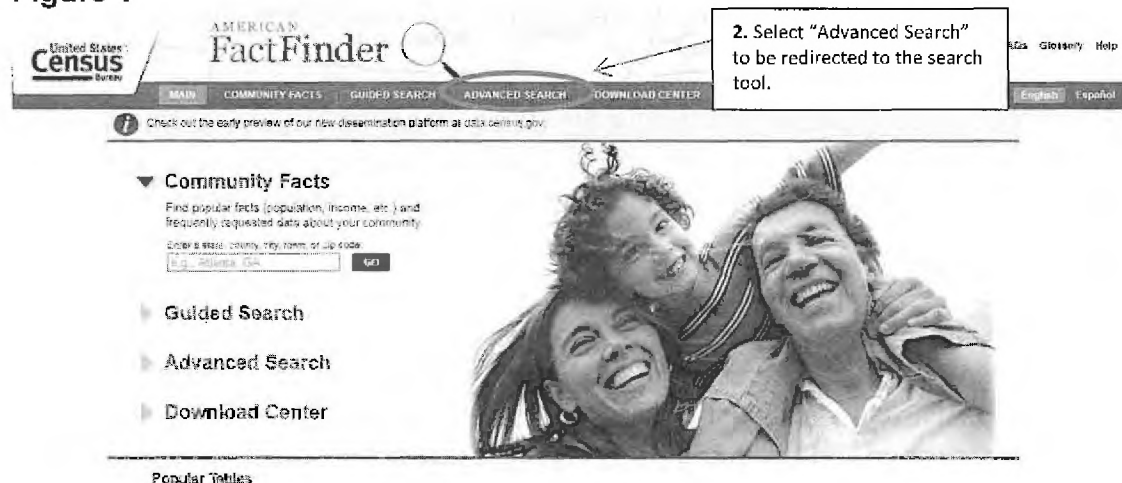 United States
Census
Bureau
AMERICAN
FactFinder
2. Select "Advanced Search"
to be redirected to the search
tool.
Glossary Help
MAIN COMMUNITY FACTS GUIDED SEARCH ADVANCED SEARCH DOWNLOAD CENTER English Español
Check out the early preview of our new dissemination platform at data.census.gov.
Community Facts
Find popular facts (population, income, etc.) and
frequently requested data about your community.
Enter a state, county, city, town, or zip code:
e.g., Atlanta, GA GO
Guided Search
Advanced Search
Download Center
Popular Tables